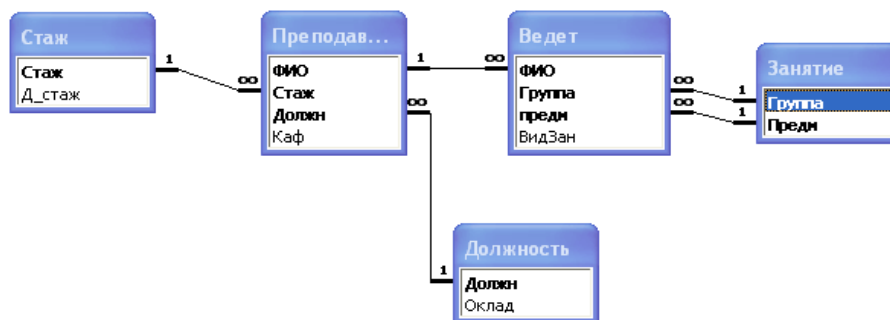 Стаж
Стаж
Д_стаж
1
∞
Преподав...
ФИО
Стаж
Должн
Каф
1
∞
∞
Ведет
ФИО
Группа
предм
ВидЗан
∞
∞
1
1
Занятие
Группа
Предм
1
Должность
Должн
Оклад